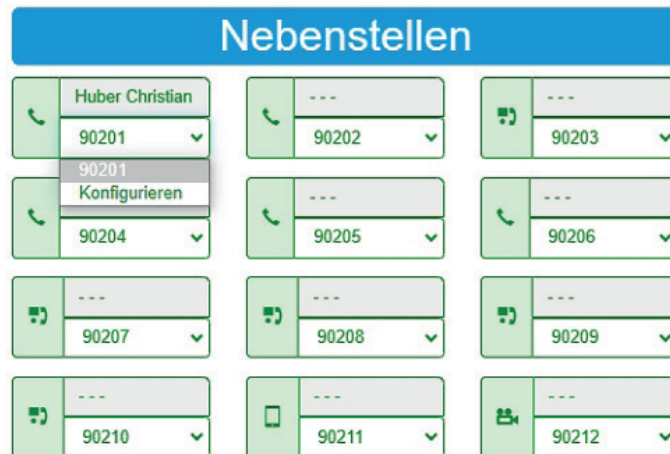 Nebenstellen
Huber Christian
90201
90201
Konfigurieren
- - -
90202
- - -
90203
90204
- - -
90205
- - -
90206
- - -
90207
- - -
90208
- - -
90209
- - -
90210
- - -
90211
- - -
90212